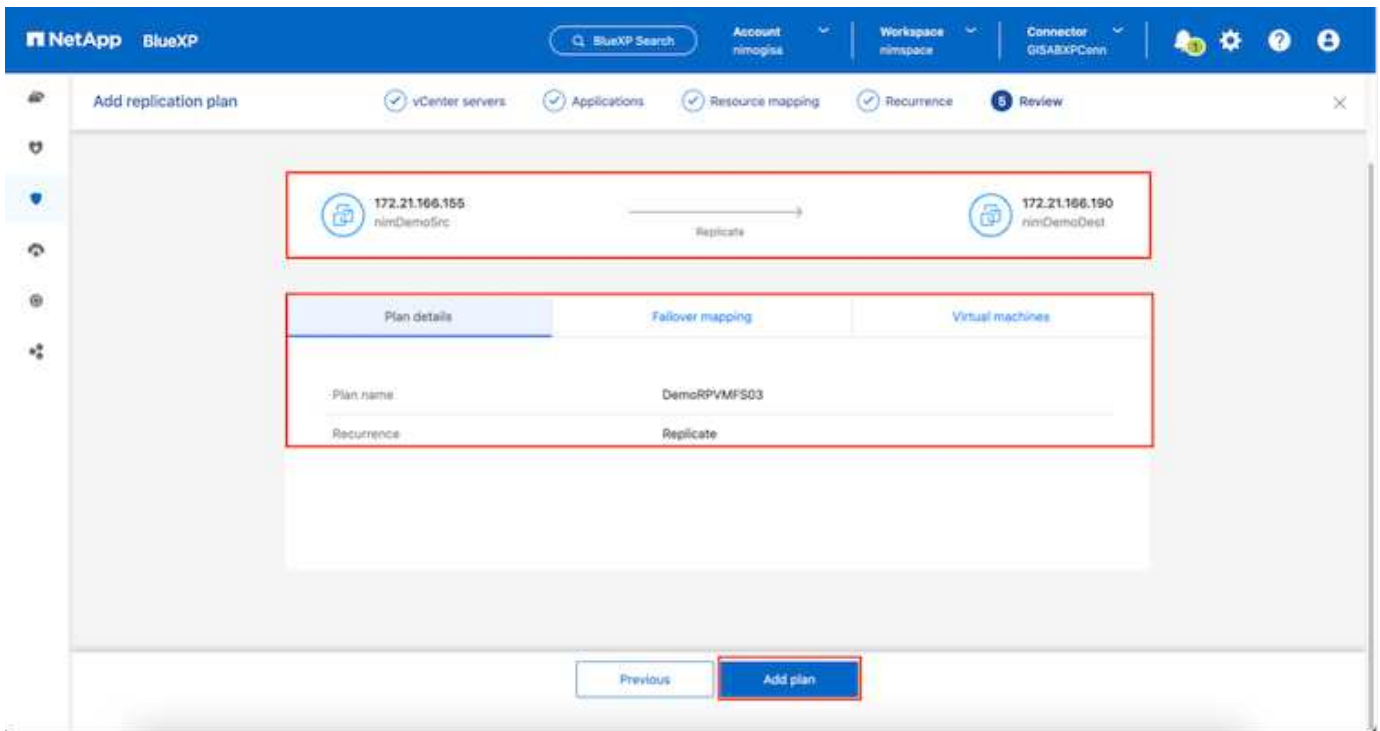 NetApp BlueXP
BlueXP Search
Account
nimogisa
Workspace
nimspace
Connector
GISABXPConn
1
Add replication plan
vCenter servers
Applications
Resource mapping
Recurrence
5 Review
172.21.166.155
nimDemoSrc
Replicate
172.21.166.190
nimDemoDest
Plan details
Failover mapping
Virtual machines
Plan name
DemoRPVMFS03
Recurrence
Replicate
Previous
Add plan